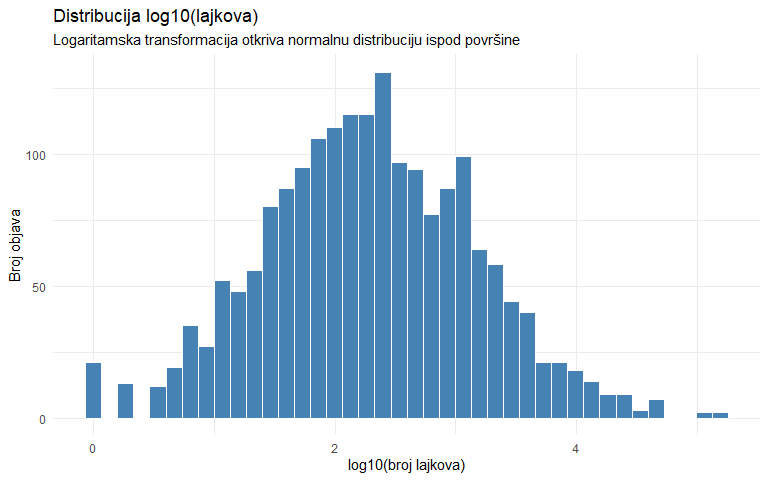 Distribucija log10(lajkova)
Logaritamska transformacija otkriva normalnu distribuciju ispod površine
Broj objava
100
50
0
0
2
4
log10(broj lajkova)